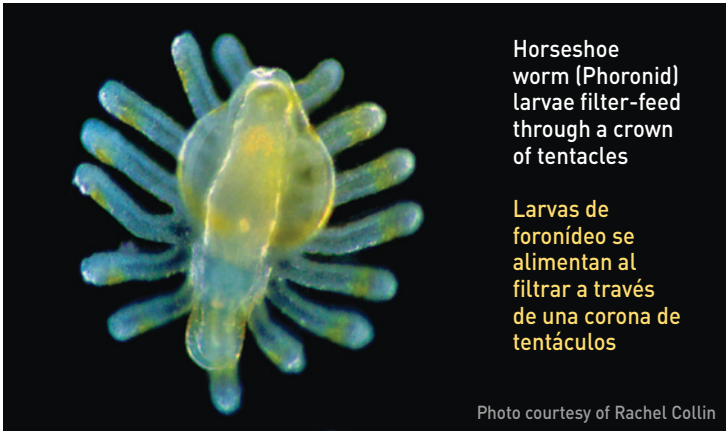 Horseshoe
worm (Phoronid)
larvae filter-feed
through a crown
of tentacles
Larvas de
foronídeo se
alimentan al
filtrar a través
de una corona de
tentáculos
Photo courtesy of Rachel Collin